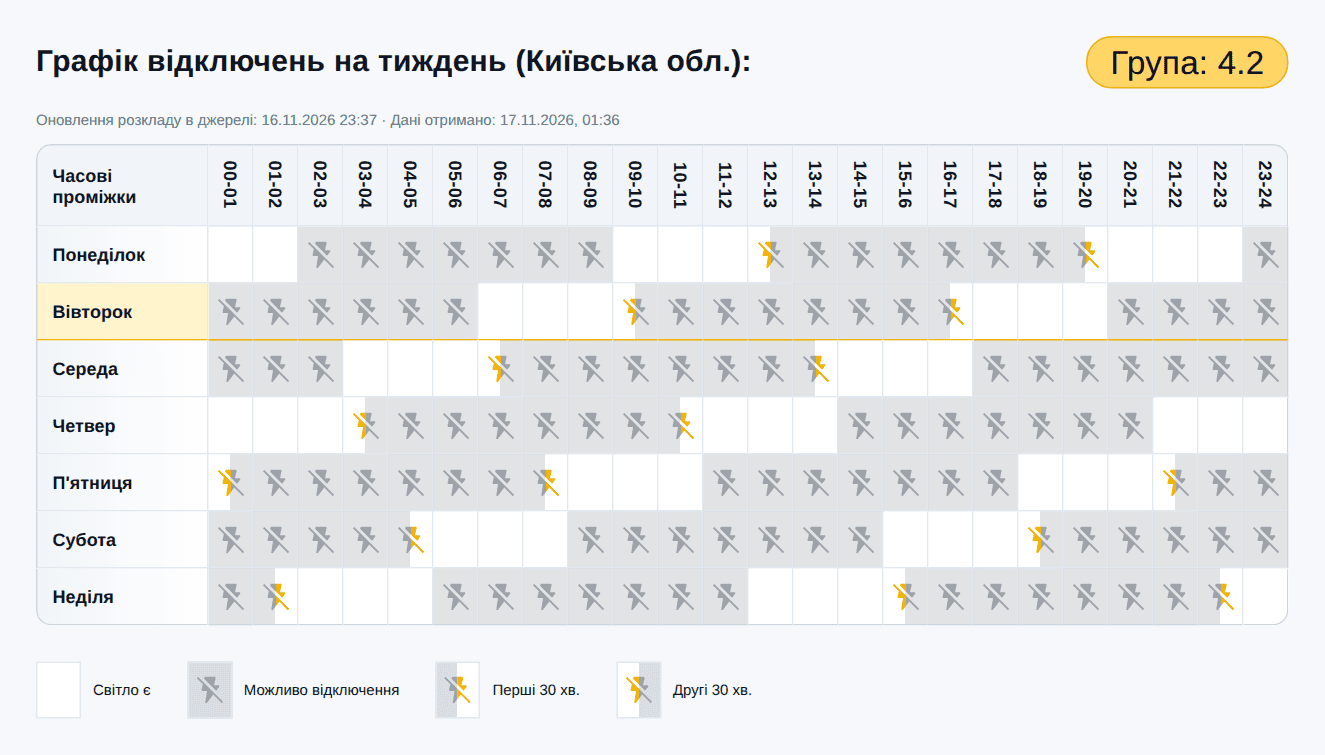 Графік відключень на тиждень (Київська обл.):
Група: 4.2
Оновлення розкладу в джерелі: 16.11.2026 23:37 · Дані отримано: 17.11.2026, 01:36
Часові
проміжки
00-01 01-02 02-03 03-04 04-05 05-06 06-07 07-08 08-09 09-10 10-11 11-12 12-13 13-14 14-15 15-16 16-17 17-18 18-19 19-20 20-21 21-22 22-23 23-24
Понеділок
Вівторок
Середа
Четвер
П'ятниця
Субота
Неділя
Світло є
Можливо відключення
Перші 30 хв.
Другі 30 хв.